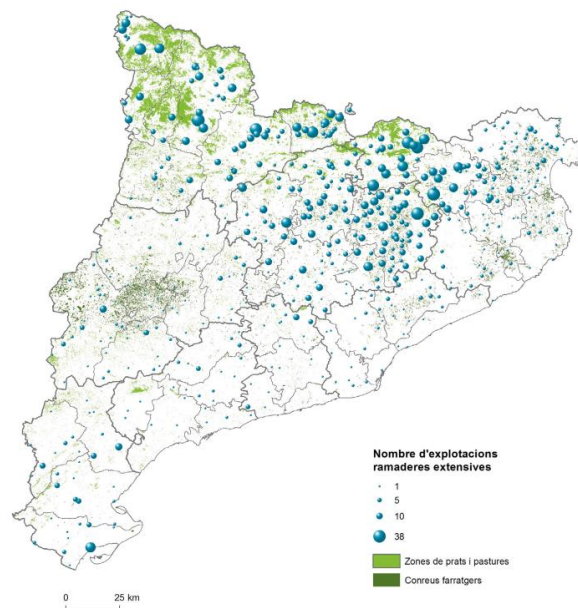 Nombre d'explotacions
ramaderes extensives
1
5
10
38
Zones de prats i pastures
Conreus farratgers
0 25 km